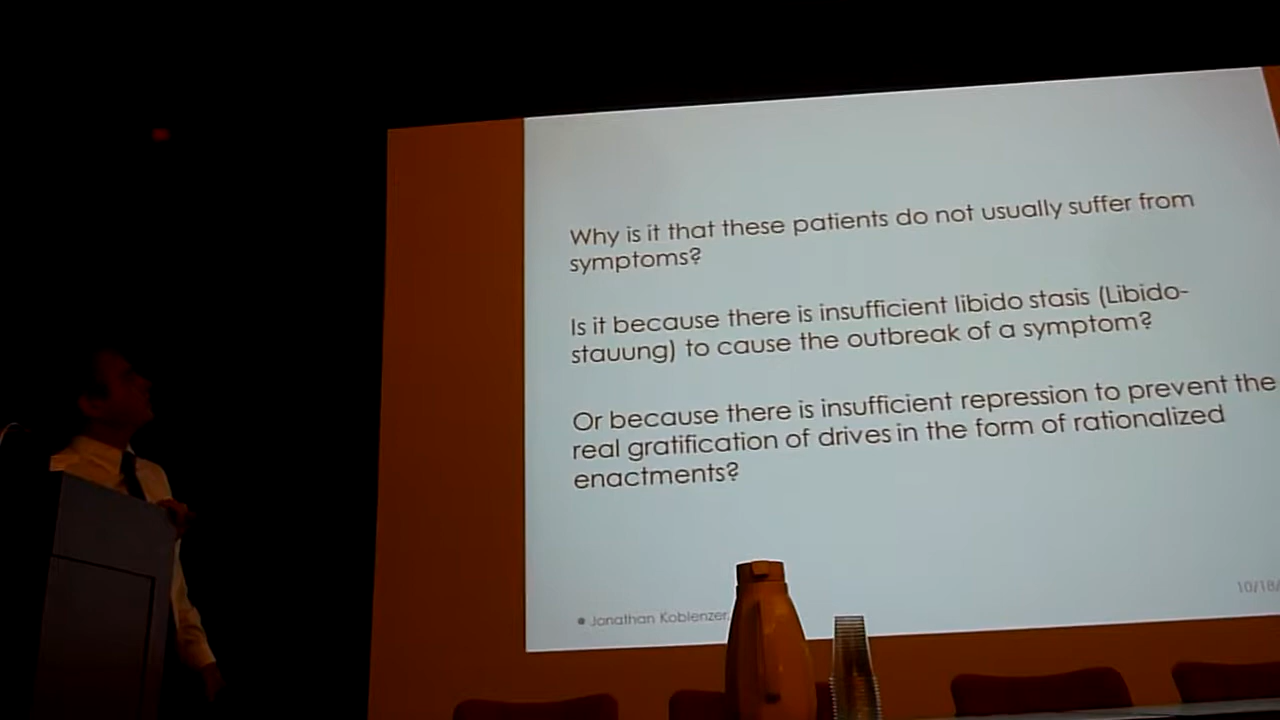 Why is it that these patients do not usually suffer from
symptoms?
Is it because there is insufficient libido stasis (Libido-
stauung) to cause the outbreak of a symptom?
Or because there is insufficient repression to prevent the
real gratification of drives in the form of rationalized
enactments?
• Jonathan Koblenzer,
10/18/